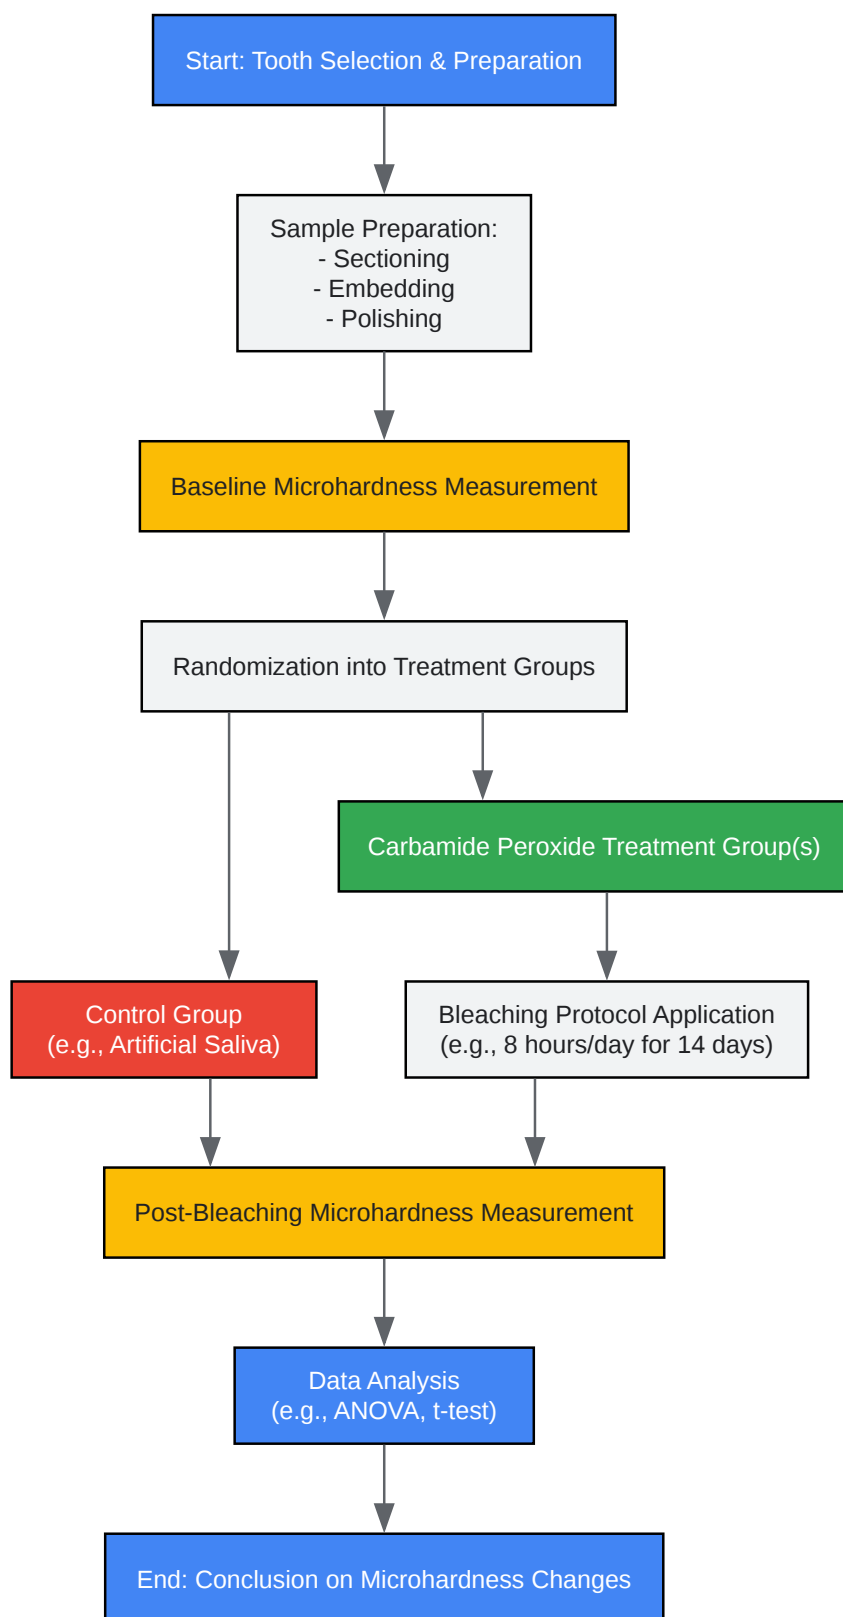 Start: Tooth Selection & Preparation
Sample Preparation:
- Sectioning
- Embedding
- Polishing
Baseline Microhardness Measurement
Randomization into Treatment Groups
Carbamide Peroxide Treatment Group(s)
Control Group
(e.g., Artificial Saliva)
Bleaching Protocol Application
(e.g., 8 hours/day for 14 days)
Post-Bleaching Microhardness Measurement
Data Analysis
(e.g., ANOVA, t-test)
End: Conclusion on Microhardness Changes